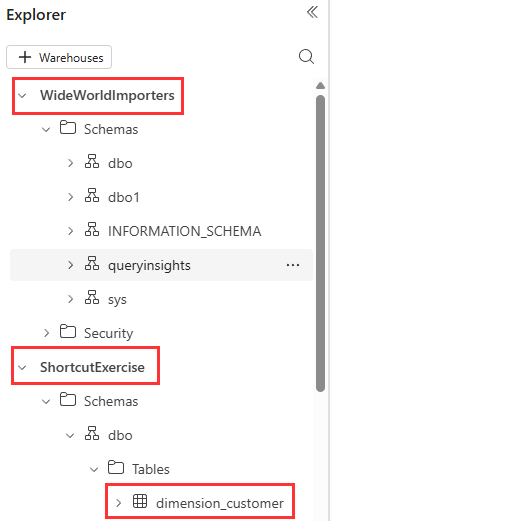 Explorer
Warehouses
WideWorldImporters
Schemas
dbo
dbo1
INFORMATION_SCHEMA
queryinsights
sys
Security
ShortcutExercise
Schemas
dbo
Tables
dimension_customer